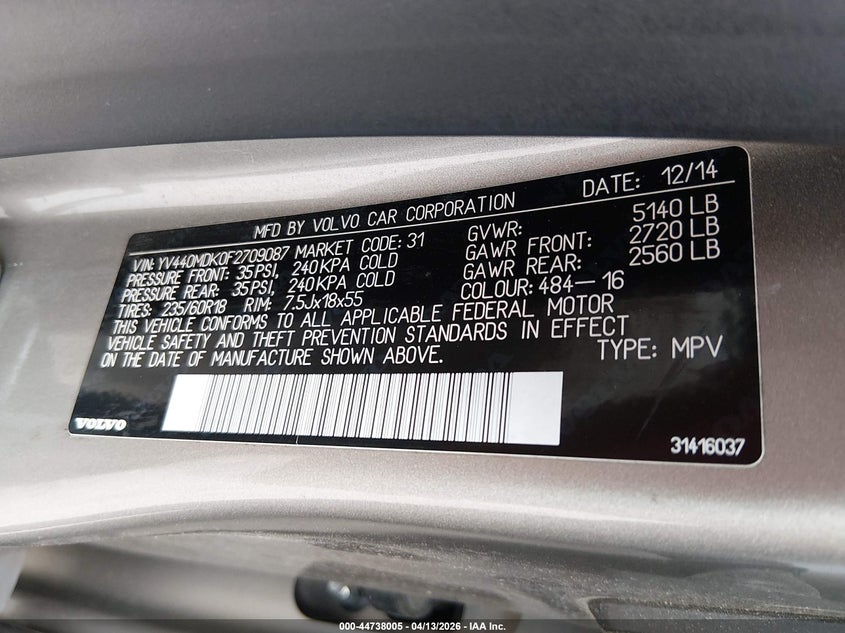 MFD BY VOLVO CAR CORPORATION DATE: 12/14
VIN: YV440MDK0F2709087 MARKET CODE: 31 GVWR: 5140 LB
PRESSURE FRONT: 35PSI, 240KPA COLD GAWR FRONT: 2720 LB
PRESSURE REAR: 35PSI, 240KPA COLD GAWR REAR: 2560 LB
TIRES: 235/60R18 RIM: 7.5Jx18x55 COLOUR: 484–16
THIS VEHICLE CONFORMS TO ALL APPLICABLE FEDERAL MOTOR
VEHICLE SAFETY AND THEFT PREVENTION STANDARDS IN EFFECT
ON THE DATE OF MANUFACTURE SHOWN ABOVE. TYPE: MPV
VOLVO
31416037
000-44738005 - 04/13/2026 - IAA Inc.